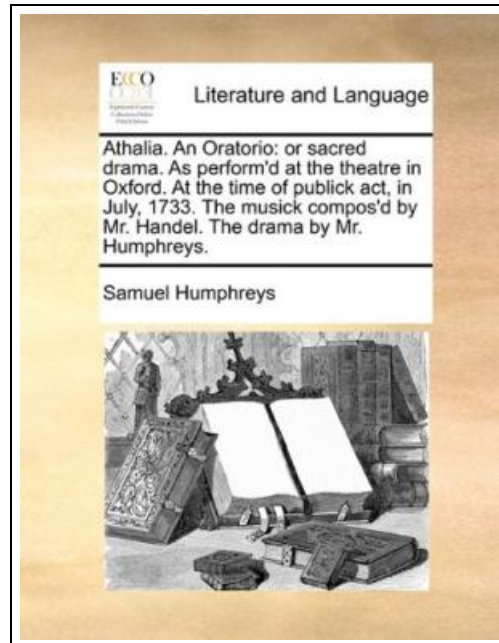 ECCO
Literature and Language
Athalia. An Oratorio: or sacred
drama. As perform'd at the theatre in
Oxford. At the time of publick act, in
July, 1733. The musick compos'd by
Mr. Handel. The drama by Mr.
Humphreys.
Samuel Humphreys